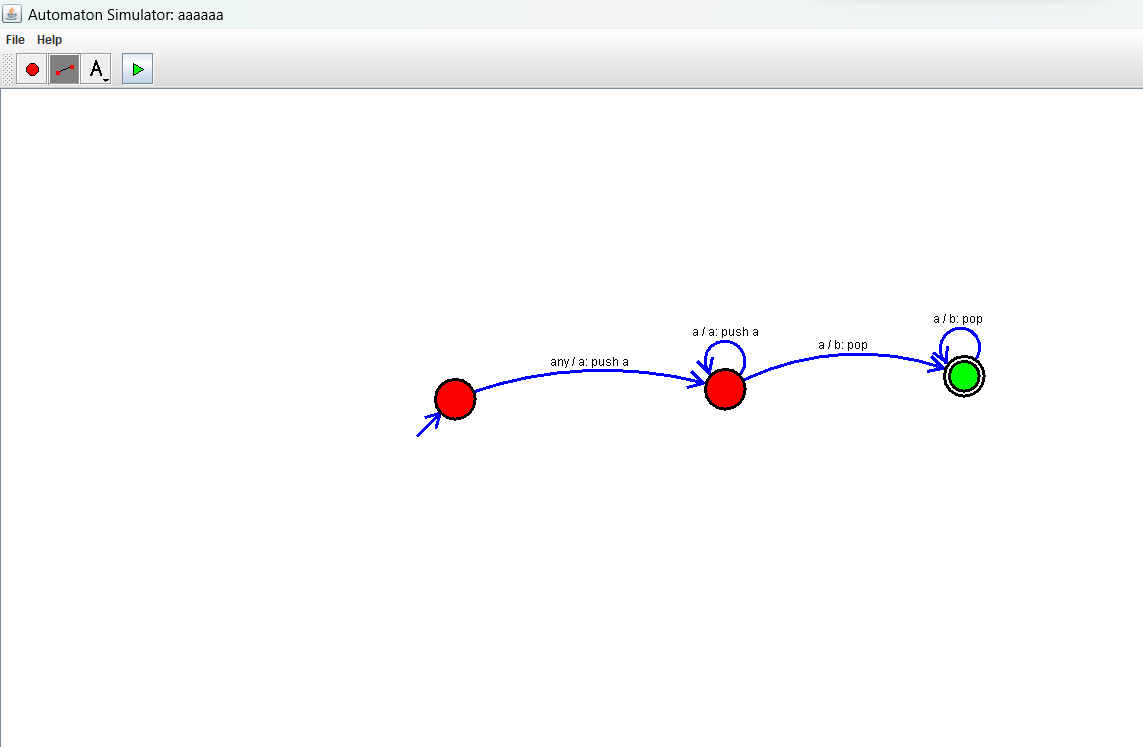 Automaton Simulator: aaaaaa
File Help
A
a / b: pop
a / a: push a
a / b: pop
any / a: push a